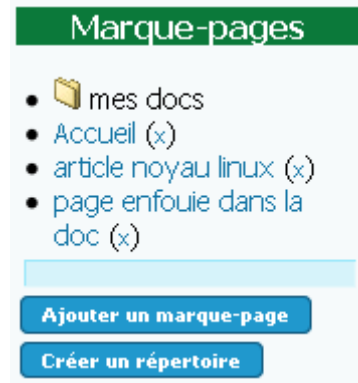 Marque-pages
mes docs
Accueil (x)
article noyau linux (x)
page enfouie dans la
doc (x)
Ajouter un marque-page
Créer un répertoire